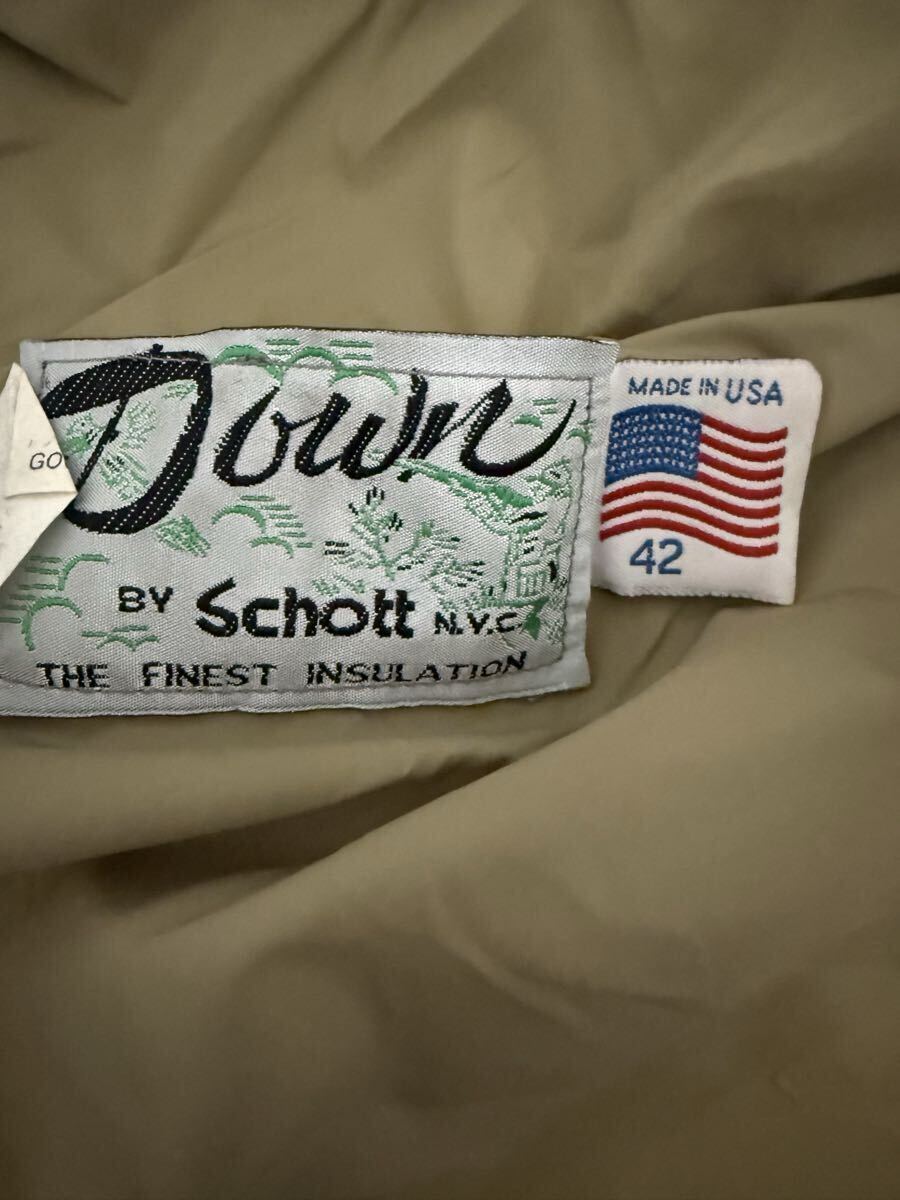 Down
BY Schott N.Y.C.
THE FINEST INSULATION
MADE IN USA
42
GO